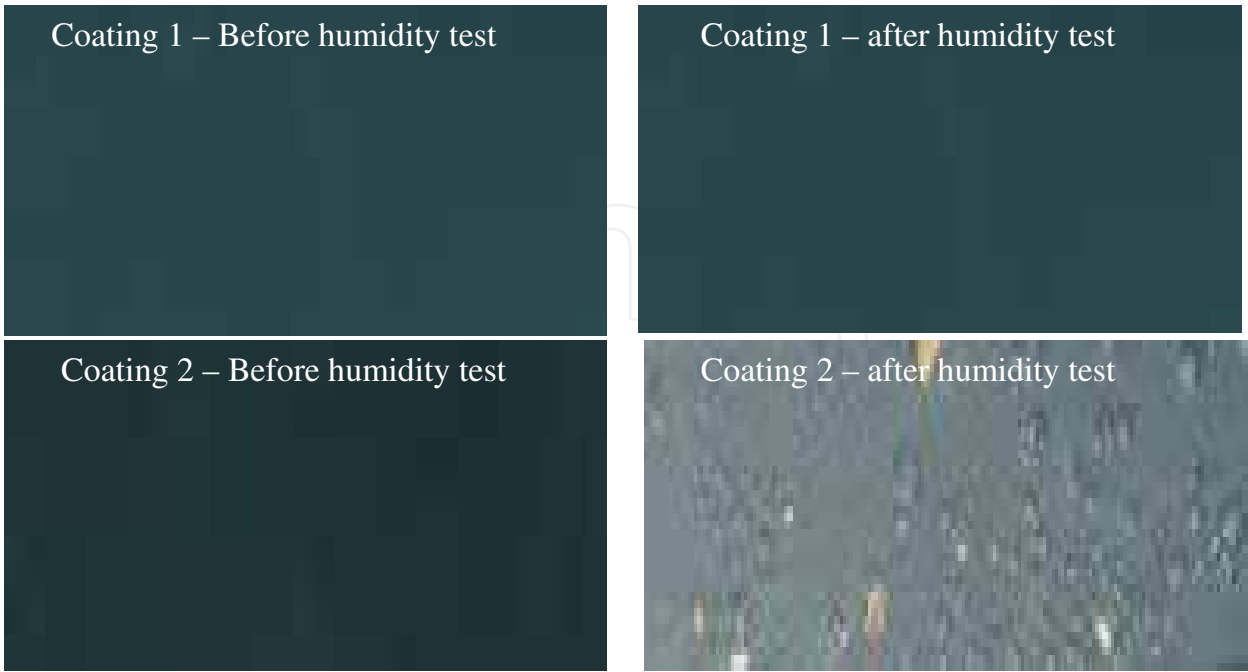 Coating 1 – Before humidity test
Coating 1 – after humidity test
Coating 2 – Before humidity test
Coating 2 – after humidity test